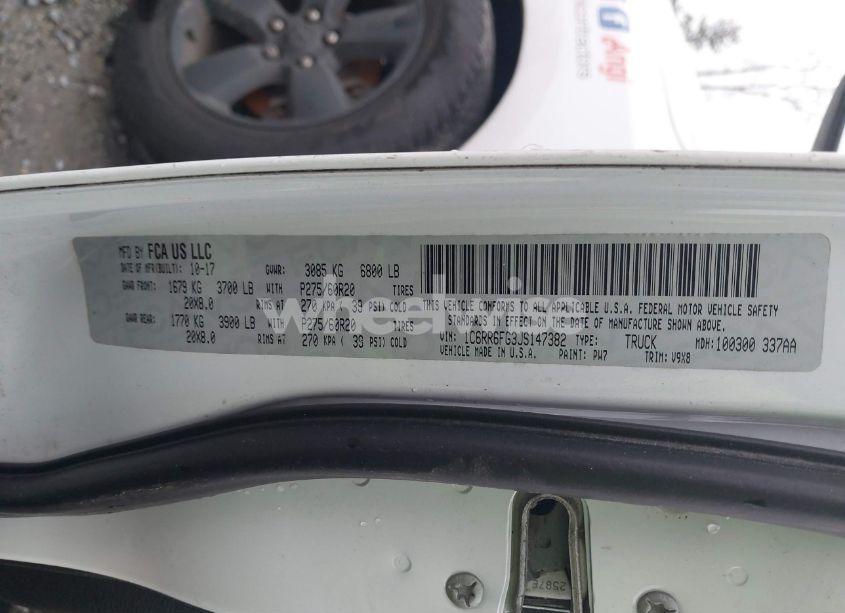 contractors
f Angi
MFD BY FCA US LLC
DATE OF MFR(BUILT): 10-17 GVWR: 3085 KG 6800 LB
GAWR FRONT: 1679 KG 3700 LB WITH P275/60R20 TIRES
20X8.0 RIMS AT 270 KPA ( 39 PSI) COLD
GAWR REAR: 1770 KG 3900 LB WITH P275/60R20 TIRES
20X8.0 RIMS AT 270 KPA ( 39 PSI) COLD
THIS VEHICLE CONFORMS TO ALL APPLICABLE U.S.A. FEDERAL MOTOR VEHICLE SAFETY
STANDARDS IN EFFECT ON THE DATE OF MANUFACTURE SHOWN ABOVE.
VIN: 1C6RR6FG3JS147382 TYPE: TRUCK MDH: 100300 337AA
VEHICLE MADE IN U.S.A. PAINT: PW7 TRIM: V9X8